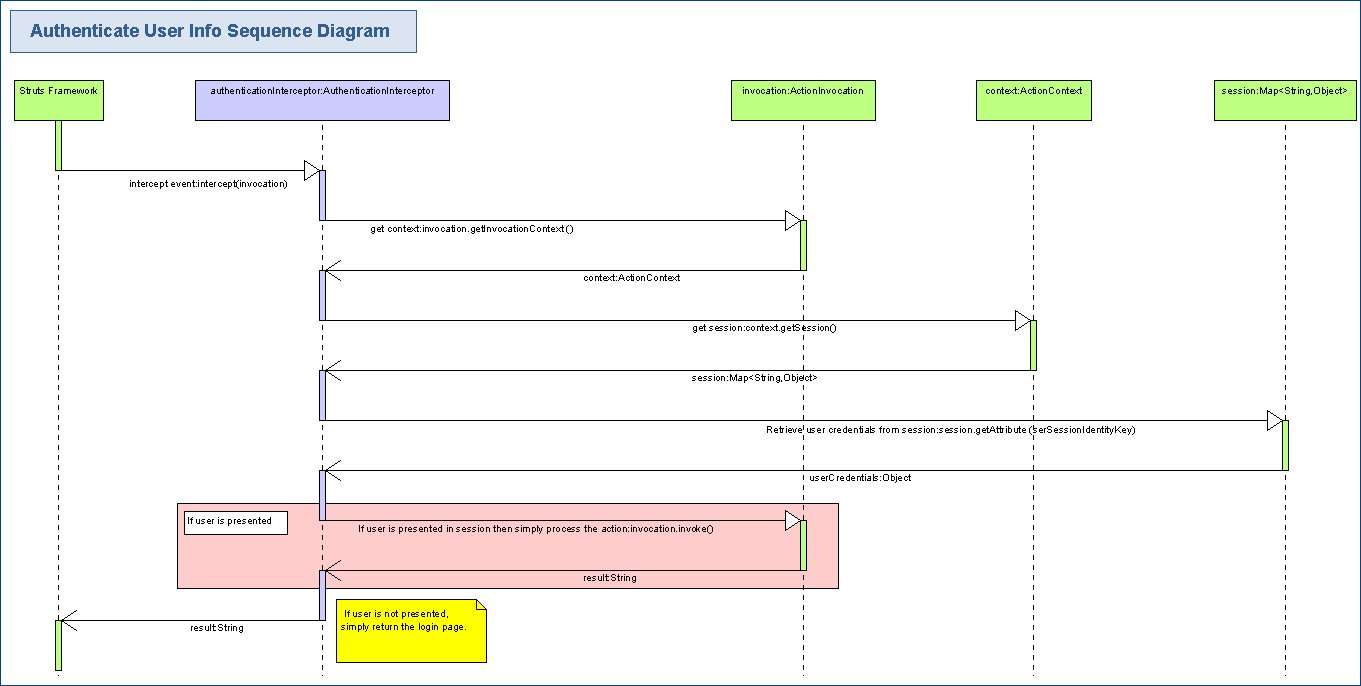 Authenticate User Info Sequence Diagram
Struts Framework
authenticationInterceptor:AuthenticationInterceptor
invocation:ActionInvocation
context:ActionContext
session:Map<String,Object>
intercept event:intercept(invocation)
get context:invocation.getInvocationContext()
context:ActionContext
get session:context.getSession()
session:Map<String,Object>
Retrieve user credentials from session:session.getAttribute(serSessionIdentityKey)
userCredentials:Object
If user is presented
If user is presented in session then simply process the action:invocation.invoke()
result:String
If user is not presented,
simply return the login page.
result:String